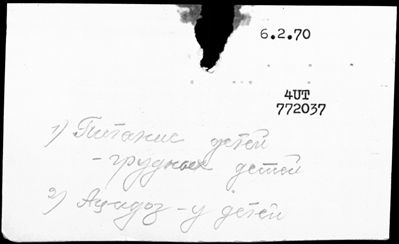 6.2.70
4UT
772037
1) Питание детей
- грудных детей
2) Ацидоз - у детей